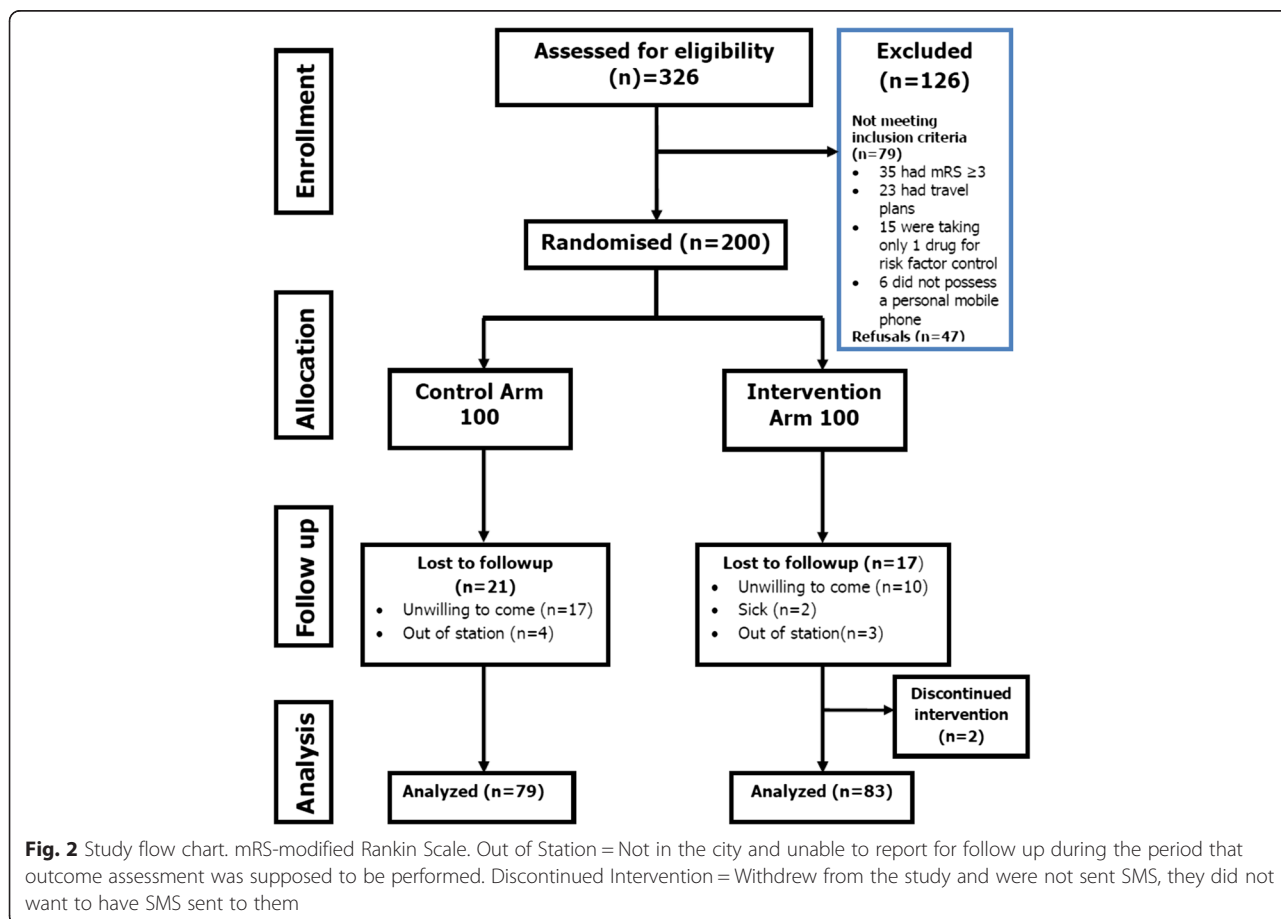 Enrollment
Assessed for eligibility
(n)=326
Excluded
(n=126)
Not meeting
inclusion criteria
(n=79)
• 35 had mRS ≥3
• 23 had travel
plans
• 15 were taking
only 1 drug for
risk factor control
• 6 did not possess
a personal mobile
phone
Refusals (n=47)
Randomised (n=200)
Allocation
Control Arm
100
Intervention
Arm 100
Follow up
Lost to followup
(n=21)
• Unwilling to come (n=17)
• Out of station (n=4)
Lost to followup (n=17)
• Unwilling to come (n=10)
• Sick (n=2)
• Out of station(n=3)
Discontinued
intervention
(n=2)
Analysis
Analyzed (n=79)
Analyzed (n=83)
Fig. 2 Study flow chart. mRS-modified Rankin Scale. Out of Station = Not in the city and unable to report for follow up during the period that
outcome assessment was supposed to be performed. Discontinued Intervention = Withdrew from the study and were not sent SMS, they did not
want to have SMS sent to them